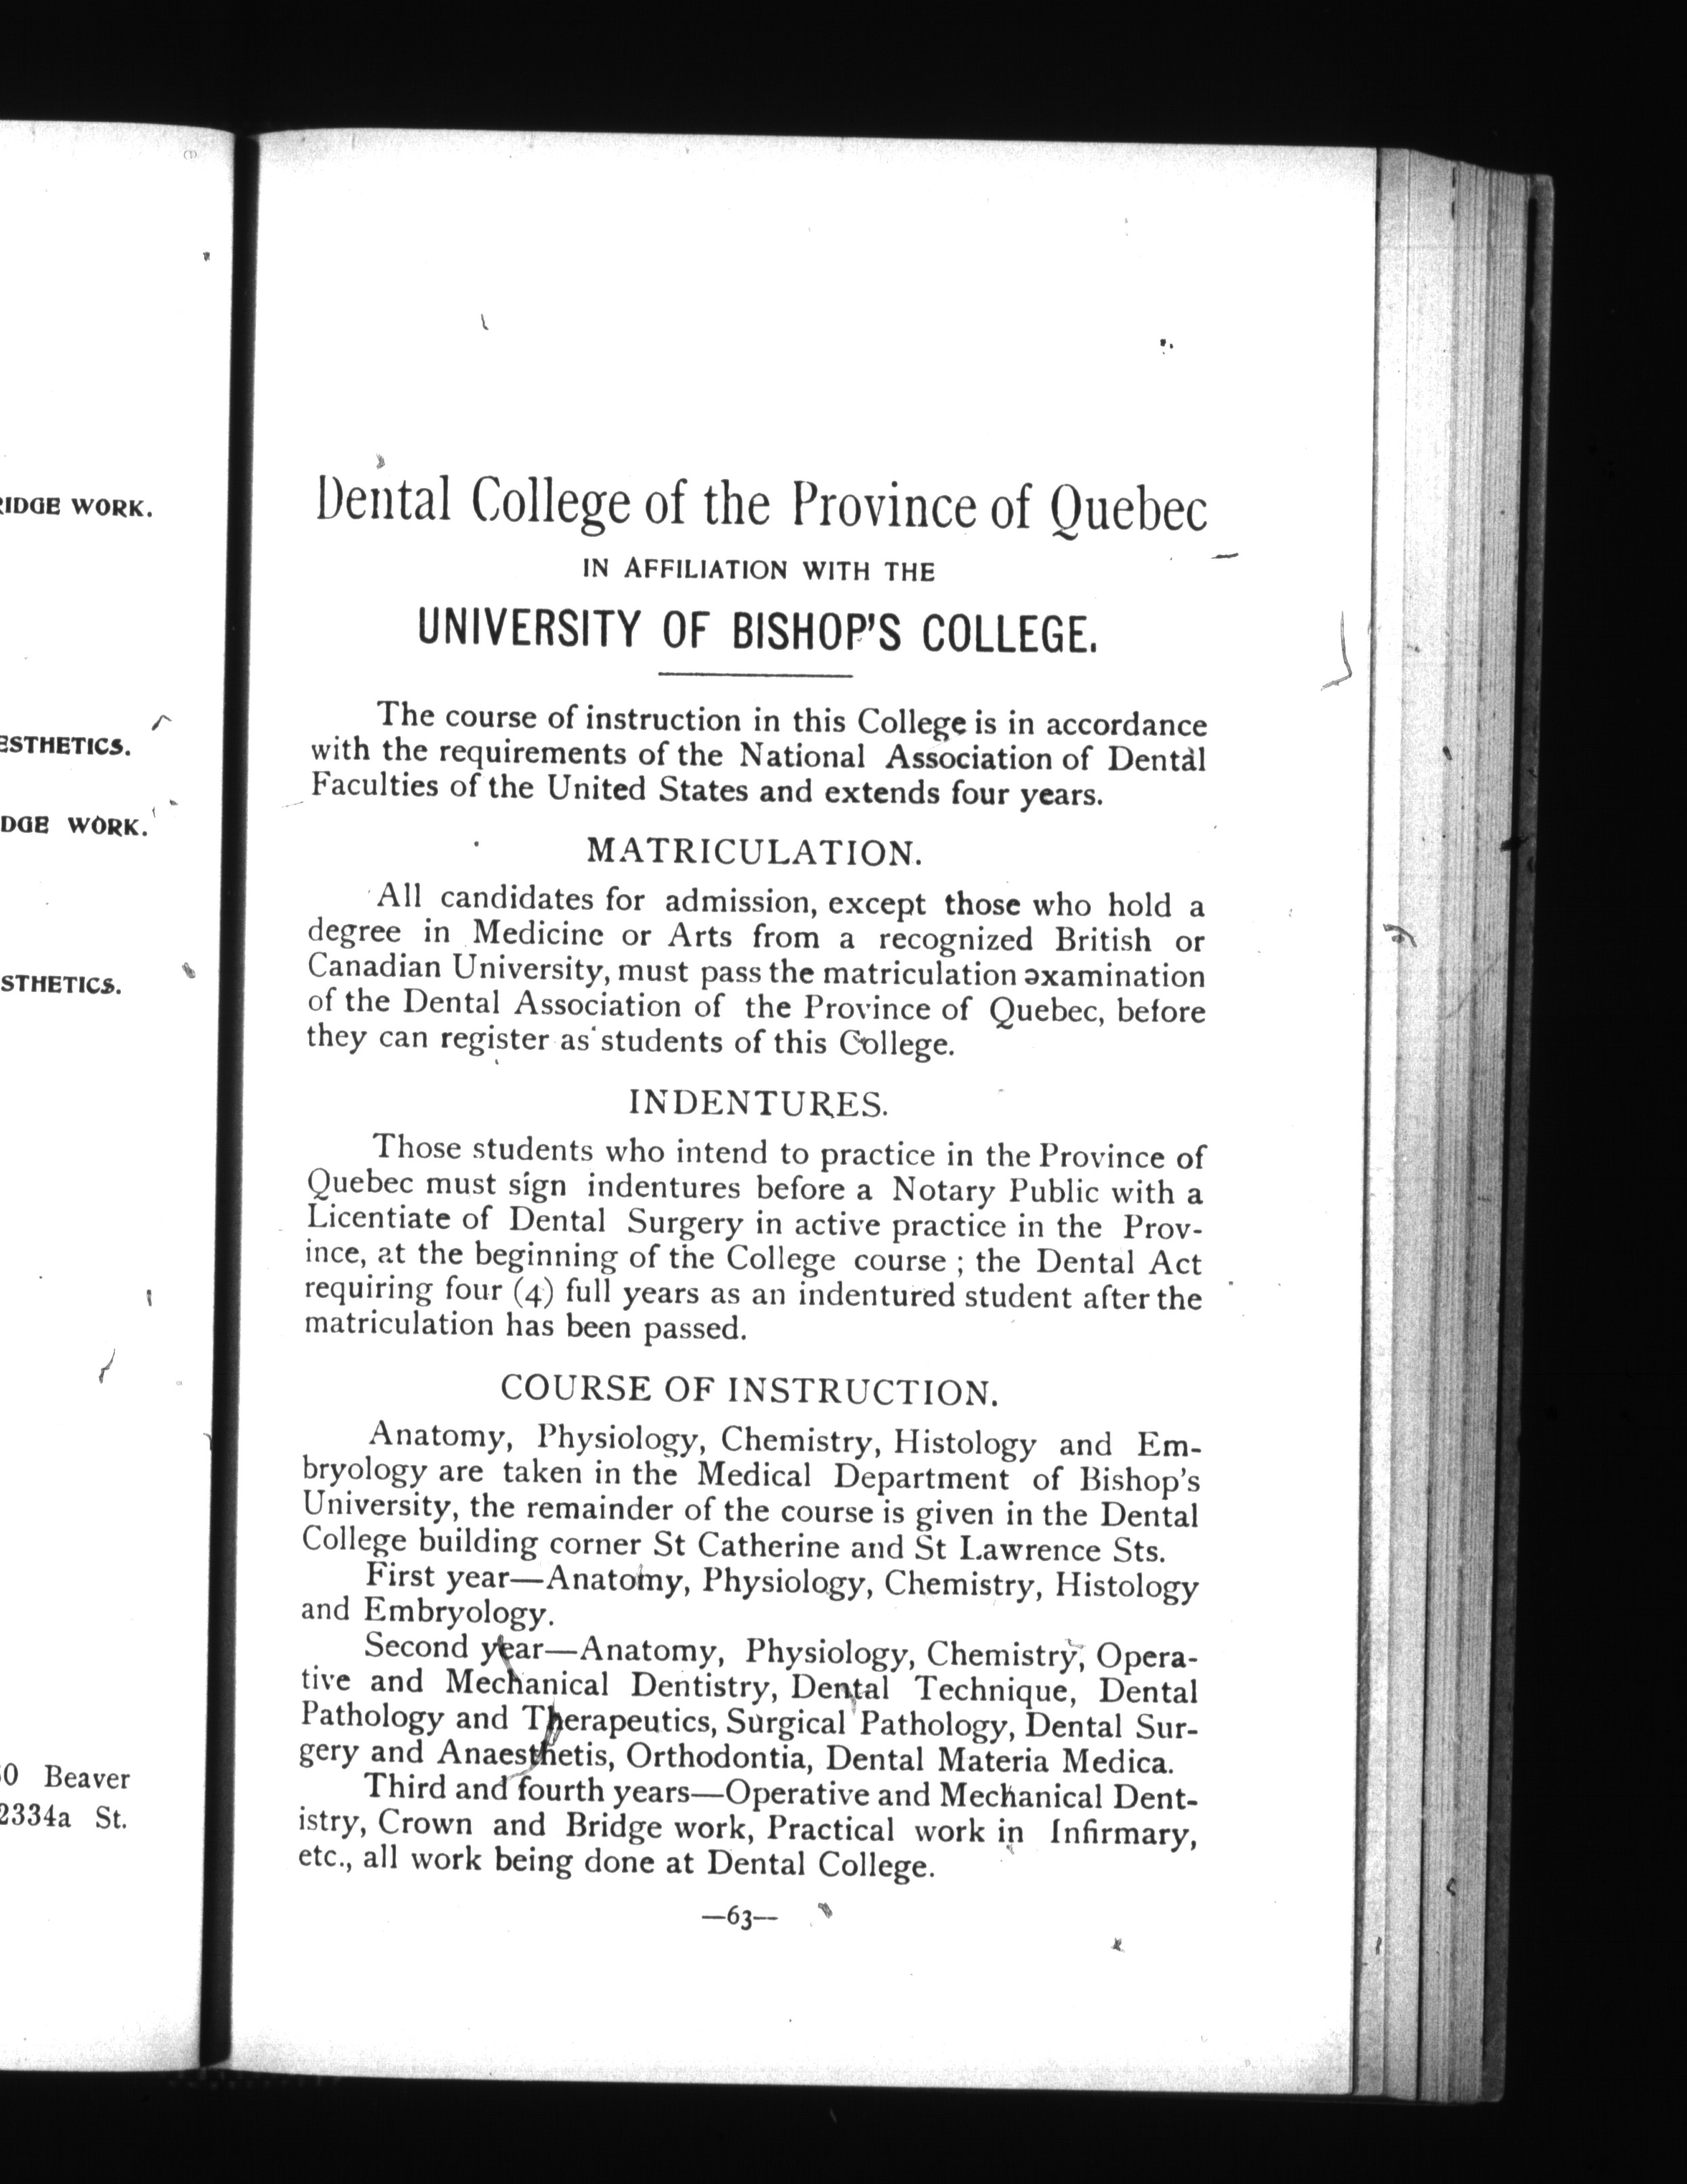 RIDGE WORK.
ESTHETICS.
DGE WORK.
STHETICS.
0 Beaver
2334a St.
Dental College of the Province of Quebec
IN AFFILIATION WITH THE
UNIVERSITY OF BISHOP'S COLLEGE.
The course of instruction in this College is in accordance
with the requirements of the National Association of Dental
Faculties of the United States and extends four years.
MATRICULATION.
All candidates for admission, except those who hold a
degree in Medicine or Arts from a recognized British or
Canadian University, must pass the matriculation examination
of the Dental Association of the Province of Quebec, before
they can register as students of this College.
INDENTURES.
Those students who intend to practice in the Province of
Quebec must sign indentures before a Notary Public with a
Licentiate of Dental Surgery in active practice in the Prov-
ince, at the beginning of the College course ; the Dental Act
requiring four (4) full years as an indentured student after the
matriculation has been passed.
COURSE OF INSTRUCTION.
Anatomy, Physiology, Chemistry, Histology and Em-
bryology are taken in the Medical Department of Bishop's
University, the remainder of the course is given in the Dental
College building corner St Catherine and St Lawrence Sts.
First year—Anatomy, Physiology, Chemistry, Histology
and Embryology.
Second year—Anatomy, Physiology, Chemistry, Opera-
tive and Mechanical Dentistry, Dental Technique, Dental
Pathology and Therapeutics, Surgical Pathology, Dental Sur-
gery and Anaesthetis, Orthodontia, Dental Materia Medica.
Third and fourth years—Operative and Mechanical Dent-
istry, Crown and Bridge work, Practical work in Infirmary,
etc., all work being done at Dental College.
—63—